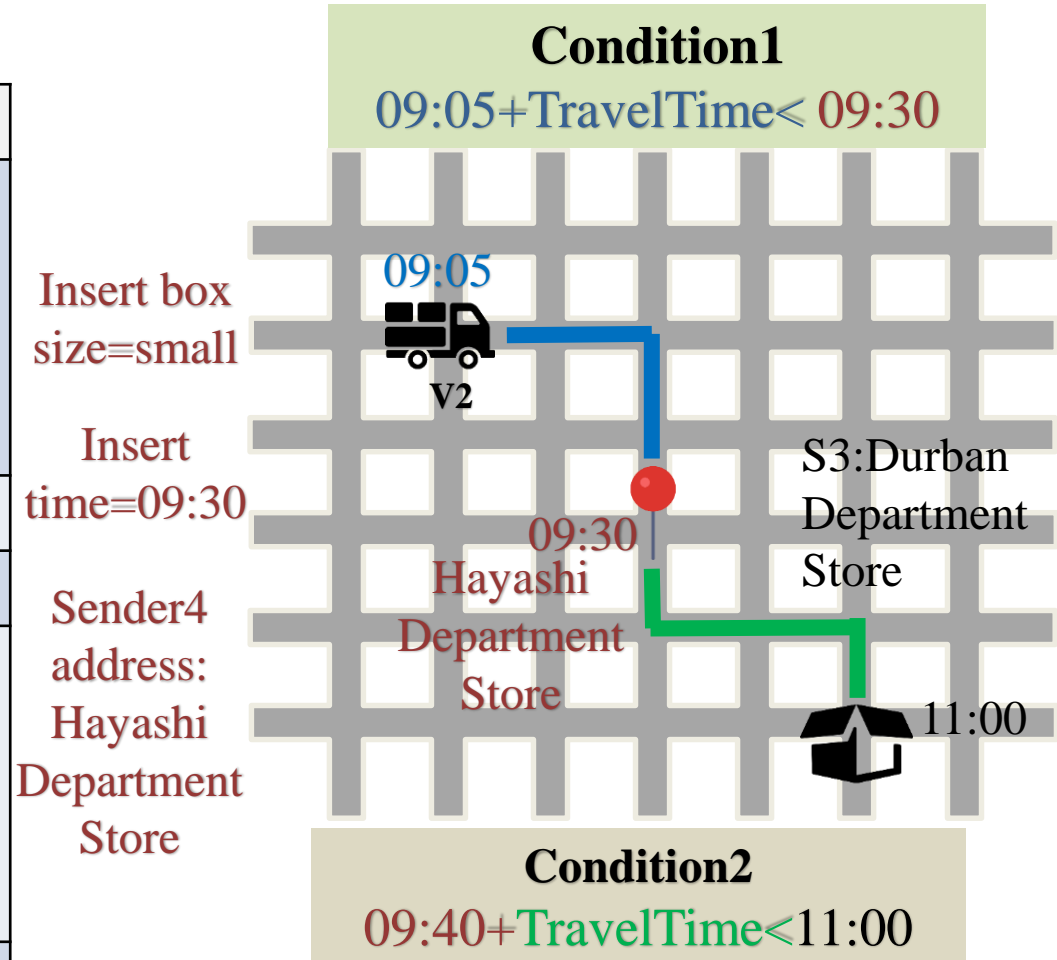 Condition1
09:05+TravelTime< 09:30
Insert box
size=small
Insert
time=09:30
Sender4
address:
Hayashi
Department
Store
09:05
V2
09:30
Hayashi
Department
Store
S3:Durban
Department
Store
11:00
Condition2
09:40+TravelTime<11:00